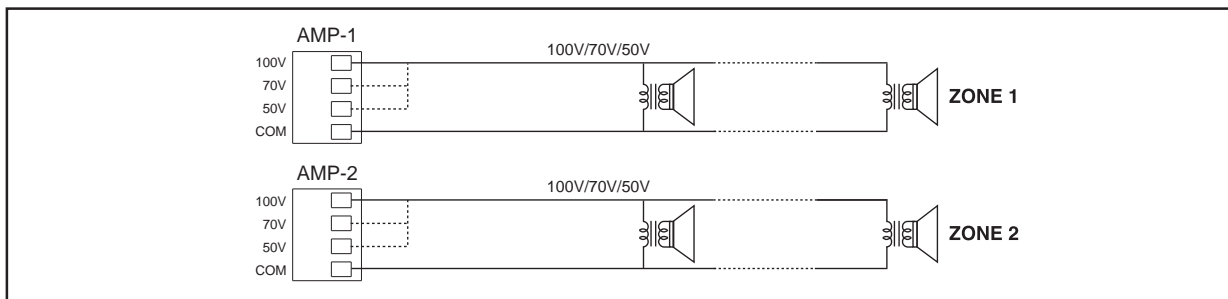 AMP-1
100V/70V/50V
100V
70V
50V
COM
ZONE 1
AMP-2
100V/70V/50V
100V
70V
50V
COM
ZONE 2